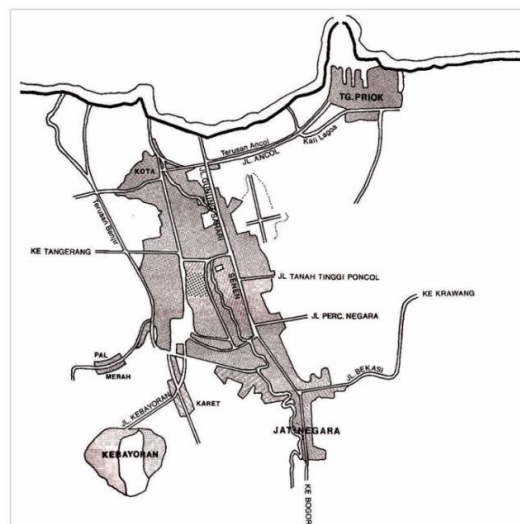 TG. PRIOK
Terusan Ancol
JL. ANCOL
Kali Lagoa
KOTA
JL. GUNUNG SAHARI
Terusan Banjir
KE TANGERANG
SENEN
JL TANAH TINGGI PONCOL
KE KRAWANG
JL PERC. NEGARA
PAL
MERAH
JL. BEKASI
JL KEBAYORAN
KARET
JATINEGARA
KEBAYORAN
KE BOGOR